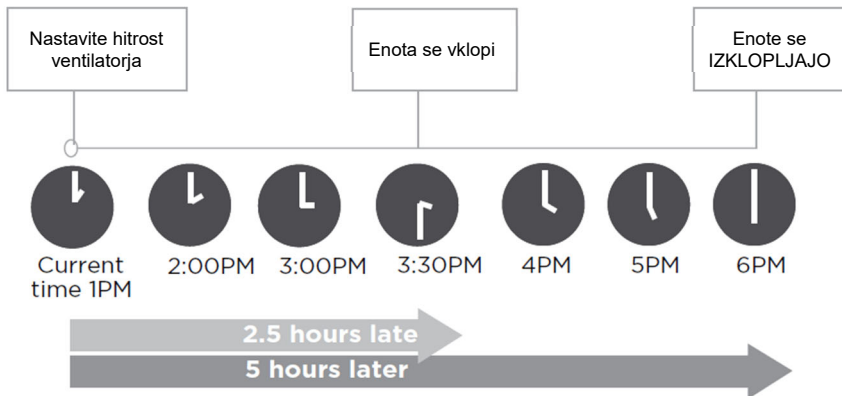 Nastavite hitrost
ventilatorja
Enota se vklopi
Enote se
IZKLOPLJAJO
Current
time 1PM
2:00PM
3:00PM
3:30PM
4PM
5PM
6PM
2.5 hours late
5 hours later